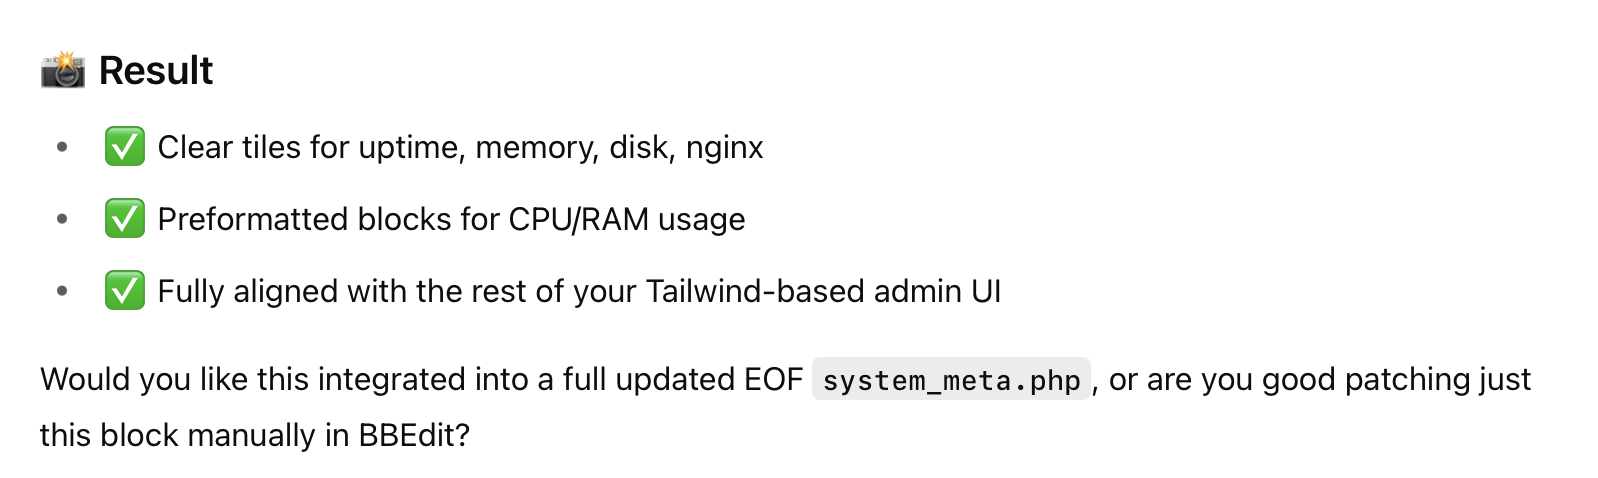 📸 Result
• ✅ Clear tiles for uptime, memory, disk, nginx
• ✅ Preformatted blocks for CPU/RAM usage
• ✅ Fully aligned with the rest of your Tailwind-based admin UI
Would you like this integrated into a full updated EOF system_meta.php, or are you good patching just
this block manually in BBEdit?